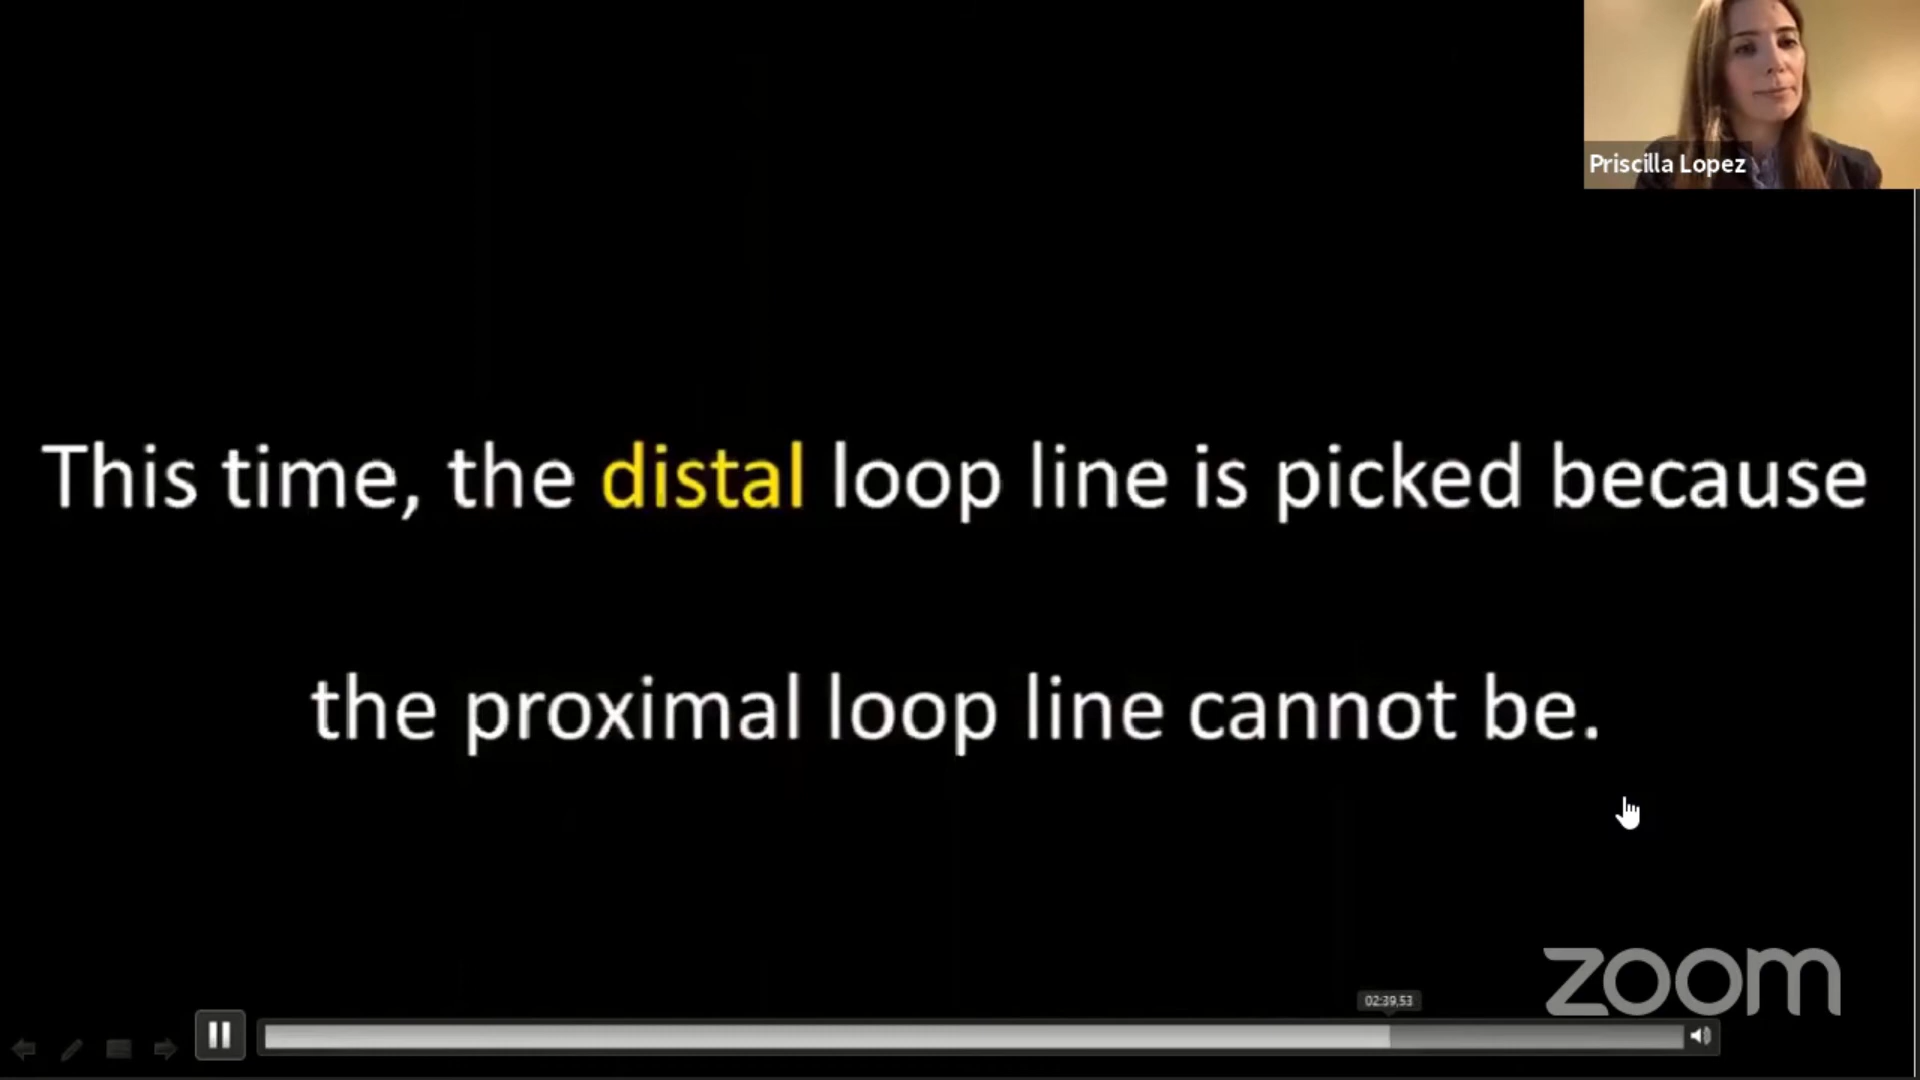 Priscilla Lopez
This time, the distal loop line is picked because
the proximal loop line cannot be.
zoom
02:39,53